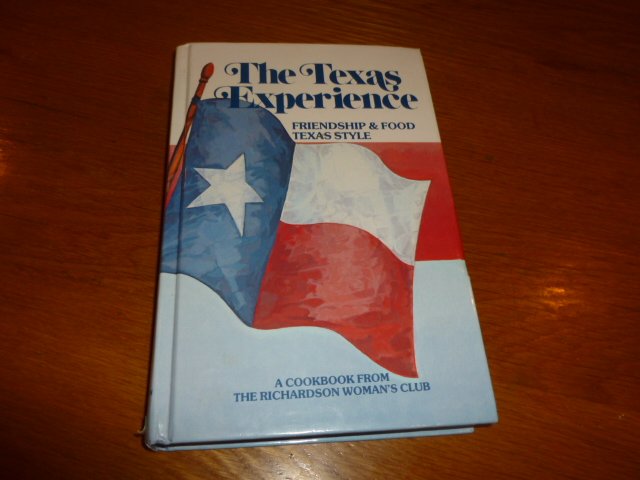 The Texas
Experience
FRIENDSHIP & FOOD
TEXAS STYLE
A COOKBOOK FROM
THE RICHARDSON WOMAN'S CLUB